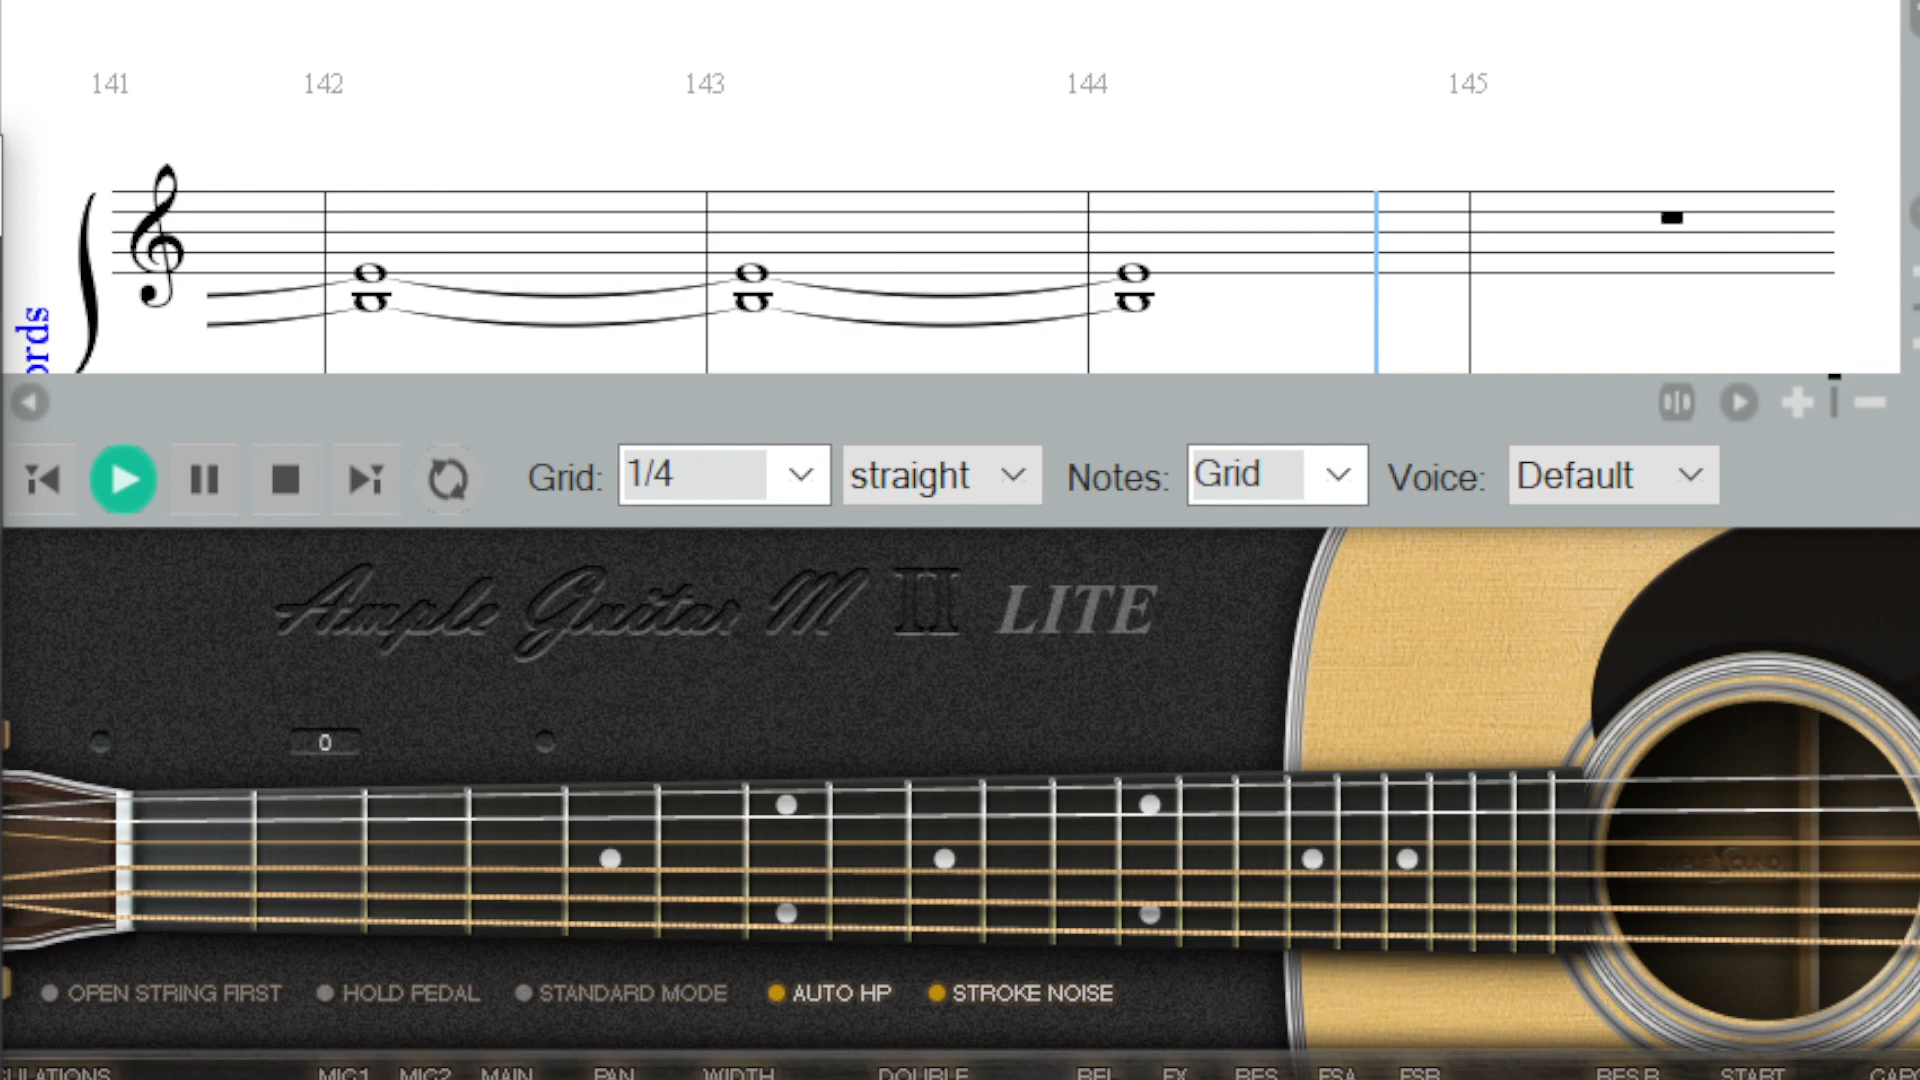 141 142 143 144 145
ords
Grid: 1/4 straight Notes: Grid Voice: Default
Ample Guitar M II LITE
0
OPEN STRING FIRST HOLD PEDAL STANDARD MODE AUTO HP STROKE NOISE
MIC1 MIC2 MAIN PAN WIDTH DOUBLE REL FX RES FSA FSB RES.R START